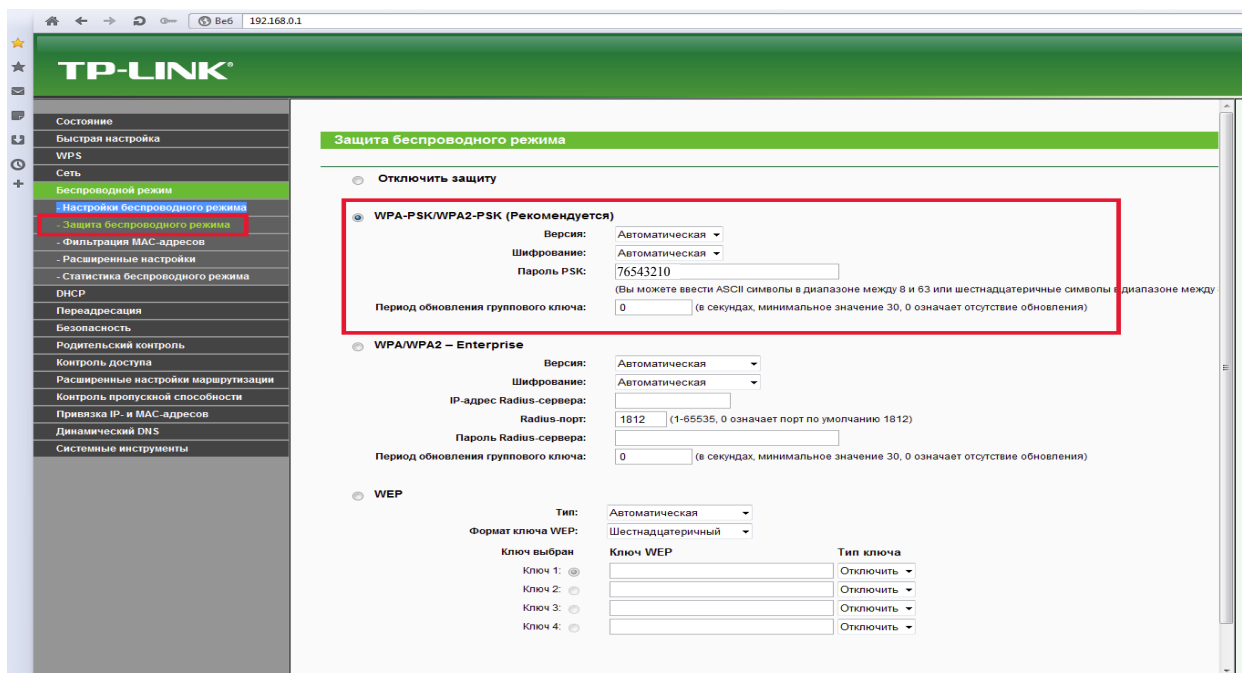 Веб 192.168.0.1
TP-LINK®
Состояние
Быстрая настройка
WPS
Сеть
Беспроводной режим
- Настройки беспроводного режима
- Защита беспроводного режима
- Фильтрация MAC-адресов
- Расширенные настройки
- Статистика беспроводного режима
DHCP
Переадресация
Безопасность
Родительский контроль
Контроль доступа
Расширенные настройки маршрутизации
Контроль пропускной способности
Привязка IP- и MAC-адресов
Динамический DNS
Системные инструменты
Защита беспроводного режима
Отключить защиту
WPA-PSK/WPA2-PSK (Рекомендуется)
Версия: Автоматическая
Шифрование: Автоматическая
Пароль PSK: 76543210
(Вы можете ввести ASCII символы в диапазоне между 8 и 63 или шестнадцатеричные символы в диапазоне между
Период обновления группового ключа: 0 (в секундах, минимальное значение 30, 0 означает отсутствие обновления)
WPA/WPA2 – Enterprise
Версия: Автоматическая
Шифрование: Автоматическая
IP-адрес Radius-сервера:
Radius-порт: 1812 (1-65535, 0 означает порт по умолчанию 1812)
Пароль Radius-сервера:
Период обновления группового ключа: 0 (в секундах, минимальное значение 30, 0 означает отсутствие обновления)
WEP
Тип: Автоматическая
Формат ключа WEP: Шестнадцатеричный
Ключ выбран Ключ WEP Тип ключа
Ключ 1: Отключить
Ключ 2: Отключить
Ключ 3: Отключить
Ключ 4: Отключить